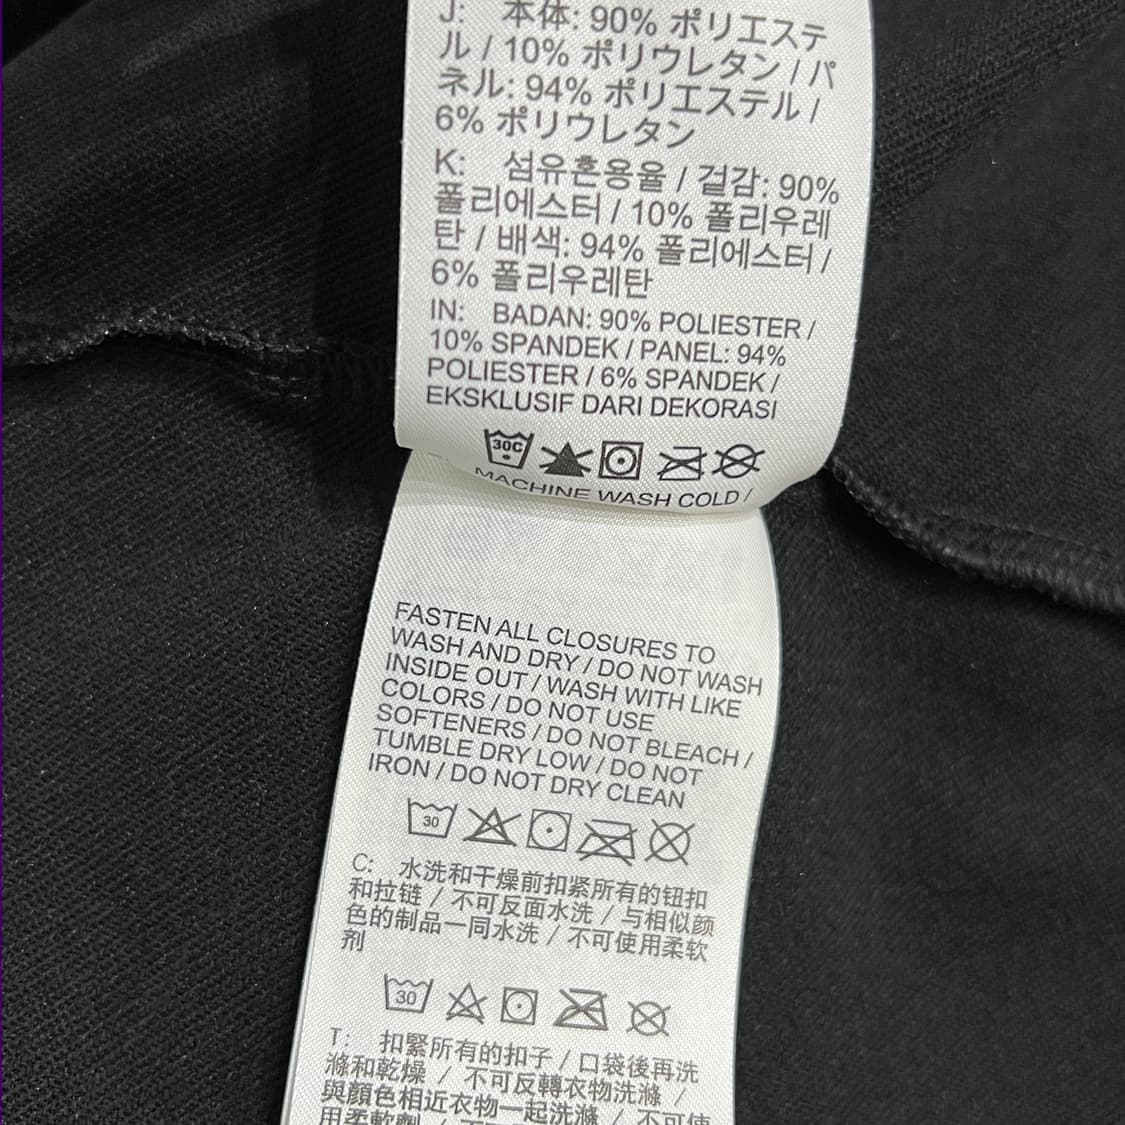 J: 本体: 90% ポリエステ
ル / 10% ポリウレタン / パ
ネル: 94% ポリエステル /
6% ポリウレタン
K: 섬유혼용율 / 겉감: 90%
폴리에스터 / 10% 폴리우레
탄 / 배색: 94% 폴리에스터 /
6% 폴리우레탄
IN: BADAN: 90% POLIESTER /
10% SPANDEK / PANEL: 94%
POLIESTER / 6% SPANDEK /
EKSKLUSIF DARI DEKORASI
30C
MACHINE WASH COLD /
FASTEN ALL CLOSURES TO
WASH AND DRY / DO NOT WASH
INSIDE OUT / WASH WITH LIKE
COLORS / DO NOT USE
SOFTENERS / DO NOT BLEACH /
TUMBLE DRY LOW / DO NOT
IRON / DO NOT DRY CLEAN
30
C: 水洗和干燥前扣紧所有的钮扣
和拉链 / 不可反面水洗 / 与相似颜
色的制品一同水洗 / 不可使用柔软
剂
30
T: 扣緊所有的扣子 / 口袋後再洗
滌和乾燥 / 不可反轉衣物洗滌 /
與顏色相近衣物一起洗滌 / 不可使
用柔軟劑 /